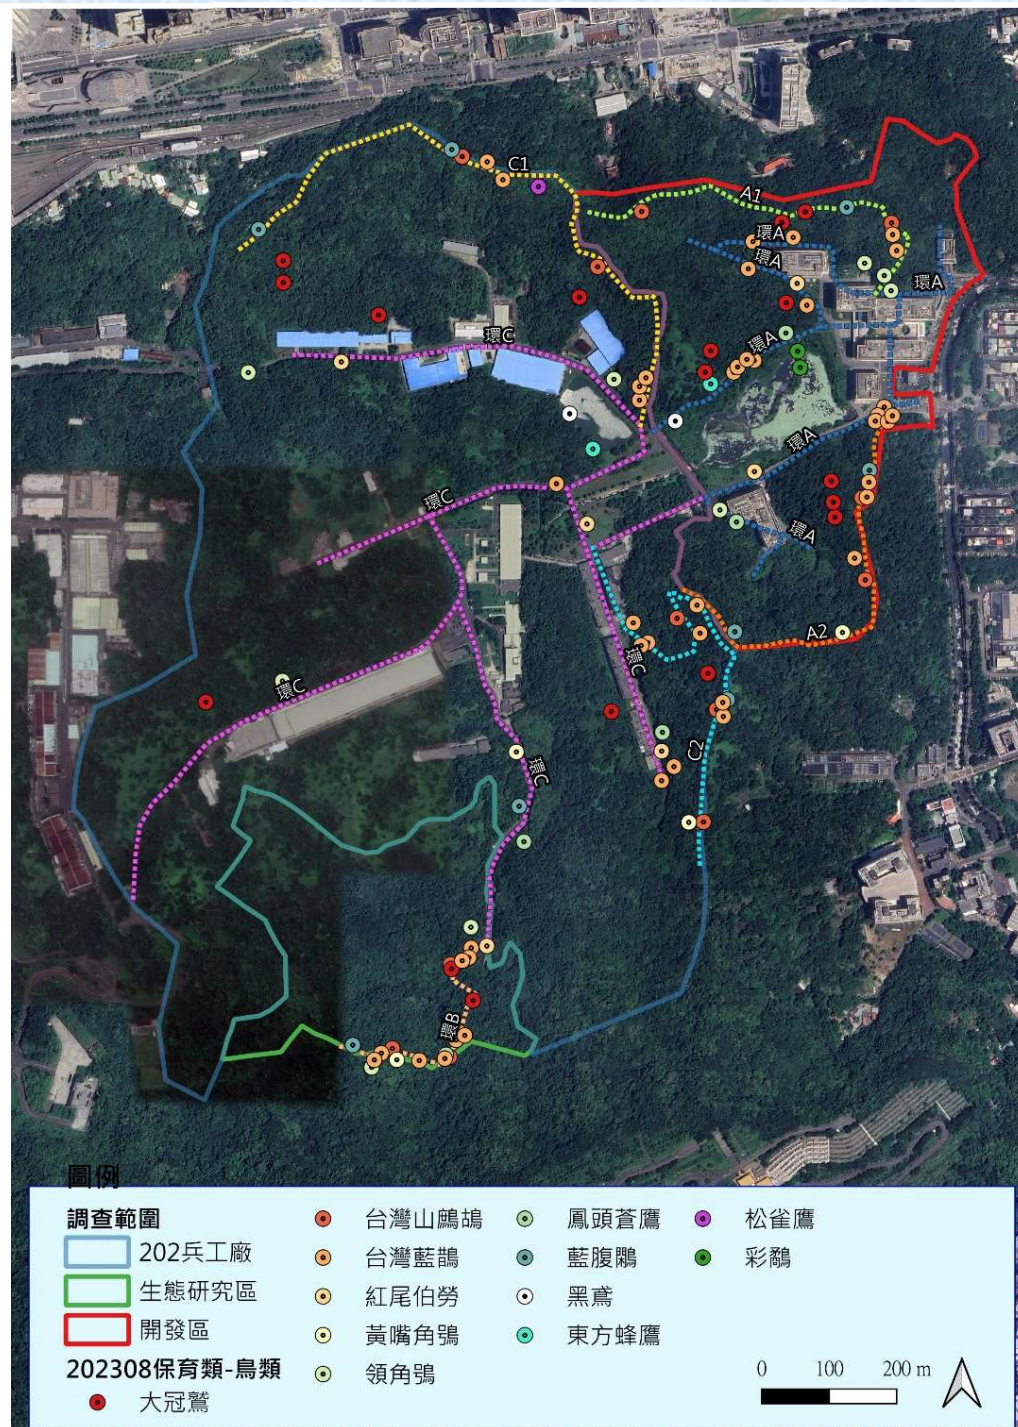 C1
A1
環A
環A
環A
環C
環A
環A
環C
環A
A2
環C
環C
C2
環C
環B
圖例
調查範圍
202兵工廠
生態研究區
開發區
202308保育類-鳥類
大冠鷲
台灣山鷓鴣
台灣藍鵲
紅尾伯勞
黃嘴角鴞
領角鴞
鳳頭蒼鷹
藍腹鷴
黑鳶
東方蜂鷹
松雀鷹
彩鷸
0 100 200 m